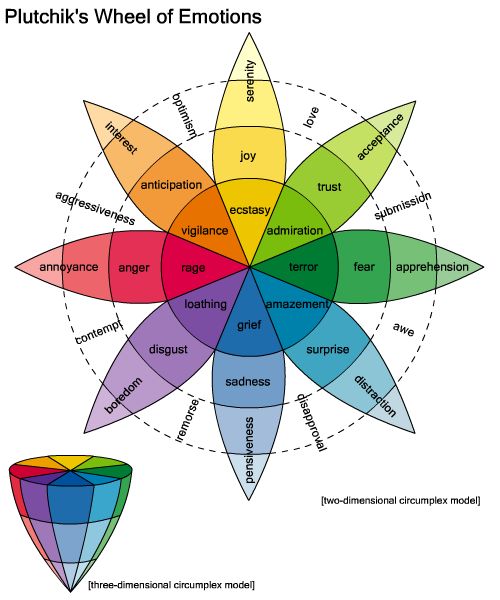 Plutchik's Wheel of Emotions
serenity
optimism
love
interest
acceptance
joy
anticipation
trust
aggressiveness
submission
ecstasy
vigilance
admiration
annoyance
anger
rage
terror
fear
apprehension
loathing
amazement
grief
contempt
awe
disgust
surprise
sadness
boredom
distraction
remorse
disapproval
pensiveness
[two-dimensional circumplex model]
[three-dimensional circumplex model]